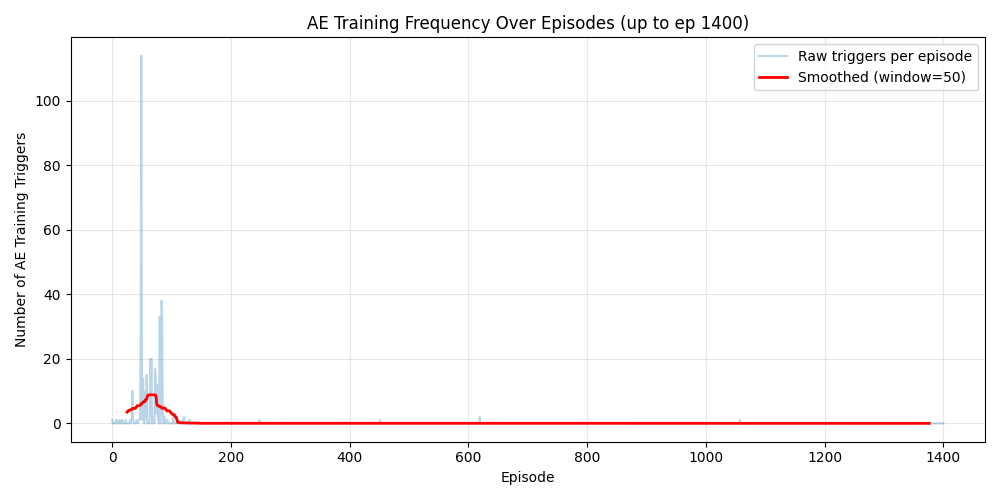 AE Training Frequency Over Episodes (up to ep 1400)
Raw triggers per episode
Smoothed (window=50)
Number of AE Training Triggers
100
80
60
40
20
0
0 200 400 600 800 1000 1200 1400
Episode